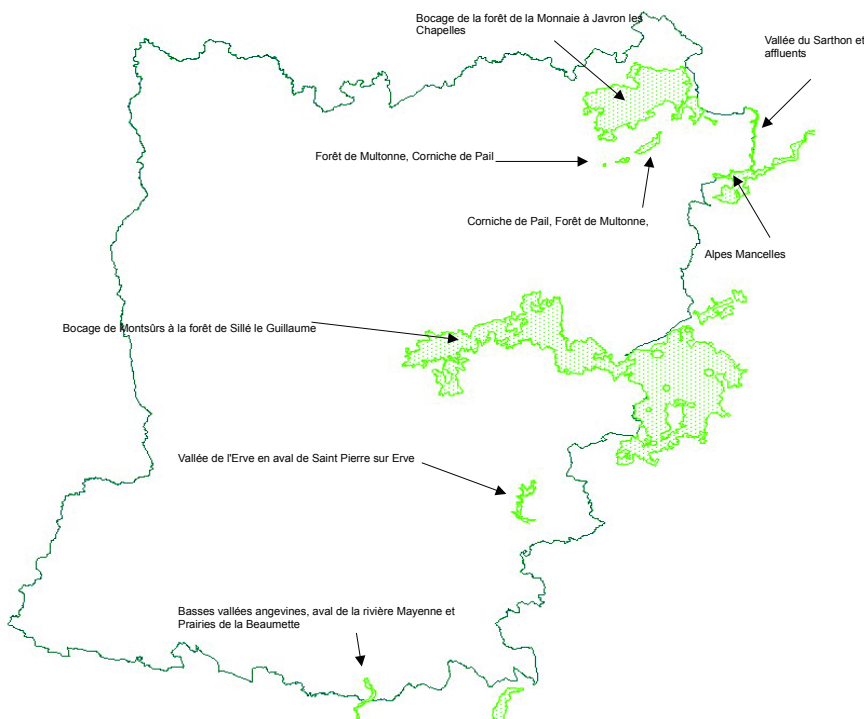 Bocage de la forêt de la Monnaie à Javron les
Chapelles
Vallée du Sarthon et
affluents
Forêt de Multonne, Corniche de Pail
Corniche de Pail, Forêt de Multonne,
Alpes Mancelles
Bocage de Montsûrs à la forêt de Sillé le Guillaume
Vallée de l'Erve en aval de Saint Pierre sur Erve
Basses vallées angevines, aval de la rivière Mayenne et
Prairies de la Beaumette